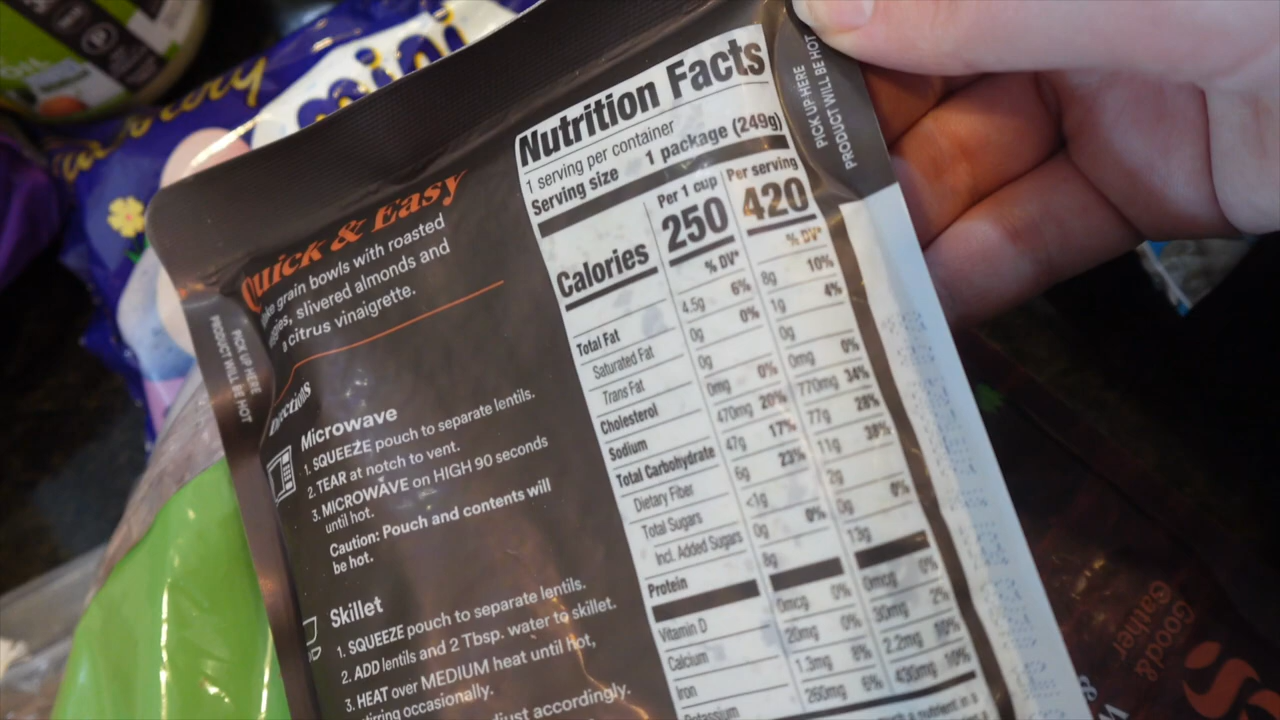 Quick & Easy
grain bowls with roasted
slivered almonds and
citrus vinaigrette.
Directions
Microwave
1. SQUEEZE pouch to separate lentils.
2. TEAR at notch to vent.
3. MICROWAVE on HIGH 90 seconds
until hot.
Caution: Pouch and contents will
be hot.
Skillet
1. SQUEEZE pouch to separate lentils.
2. ADD lentils and 2 Tbsp. water to skillet.
3. HEAT over MEDIUM heat until hot,
stirring occasionally.
accordingly.
PICK UP HERE
PRODUCT WILL BE HOT
Nutrition Facts
1 serving per container
Serving size 1 package (249g)
Per 1 cup Per serving
Calories 250 420
% DV* % DV*
Total Fat 4.5g 6% 8g 10%
Saturated Fat 0g 0% 1g 4%
Trans Fat 0g 0g
Cholesterol 0mg 0% 0mg 0%
Sodium 470mg 20% 770mg 34%
Total Carbohydrate 47g 17% 77g 28%
Dietary Fiber 6g 23% 11g 38%
Total Sugars <1g 2g
Incl. Added Sugars 0g 0% 0g 0%
Protein 8g 13g
Vitamin D 0mcg 0% 0mcg 0%
Calcium 20mg 0% 30mg 2%
Iron 1.3mg 8% 2.2mg 10%
Potassium 260mg 6% 430mg 10%
PICK UP HERE
PRODUCT WILL BE HOT
Good &
Gather